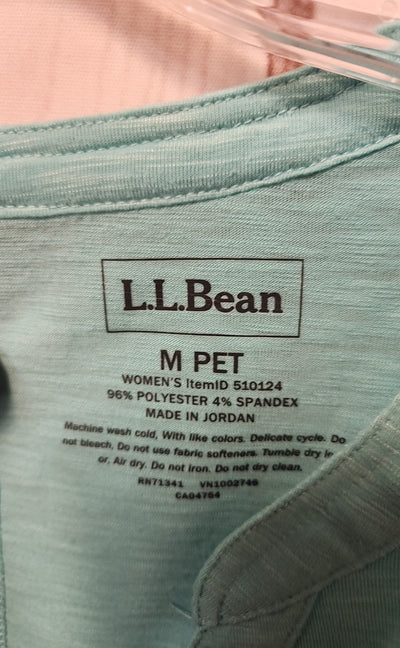 L.L.Bean
M PET
WOMEN'S ItemID 510124
96% POLYESTER 4% SPANDEX
MADE IN JORDAN
Machine wash cold, With like colors. Delicate cycle. Do
not bleach. Do not use fabric softeners. Tumble dry
or. Air dry. Do not Iron. Do not dry clean.
RN71341 VN1002746
CA04764